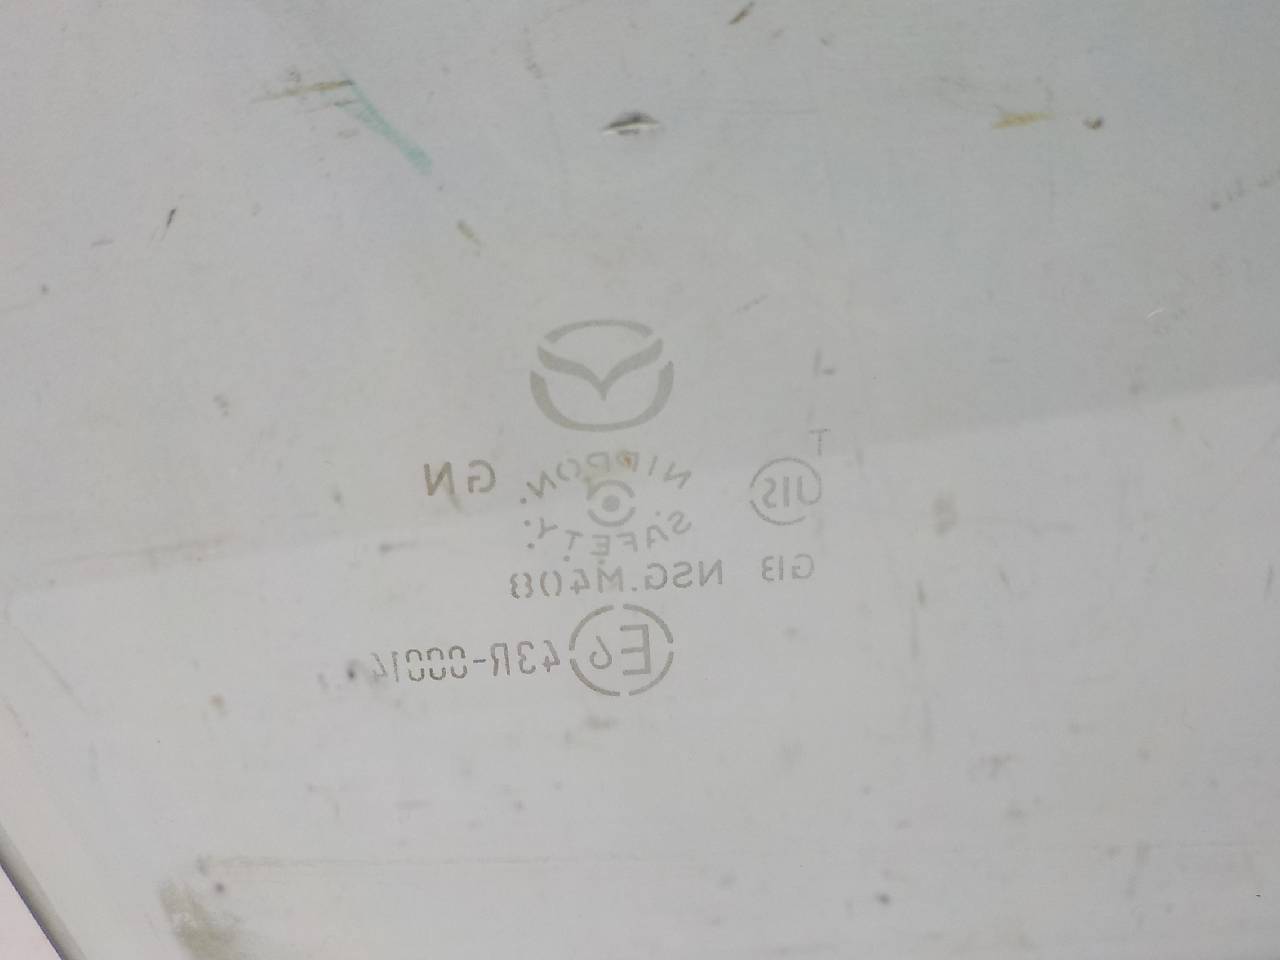 T
JIS NIPPON. GN
SAFETY.
G13 NSG.M408
E6 43R-00014